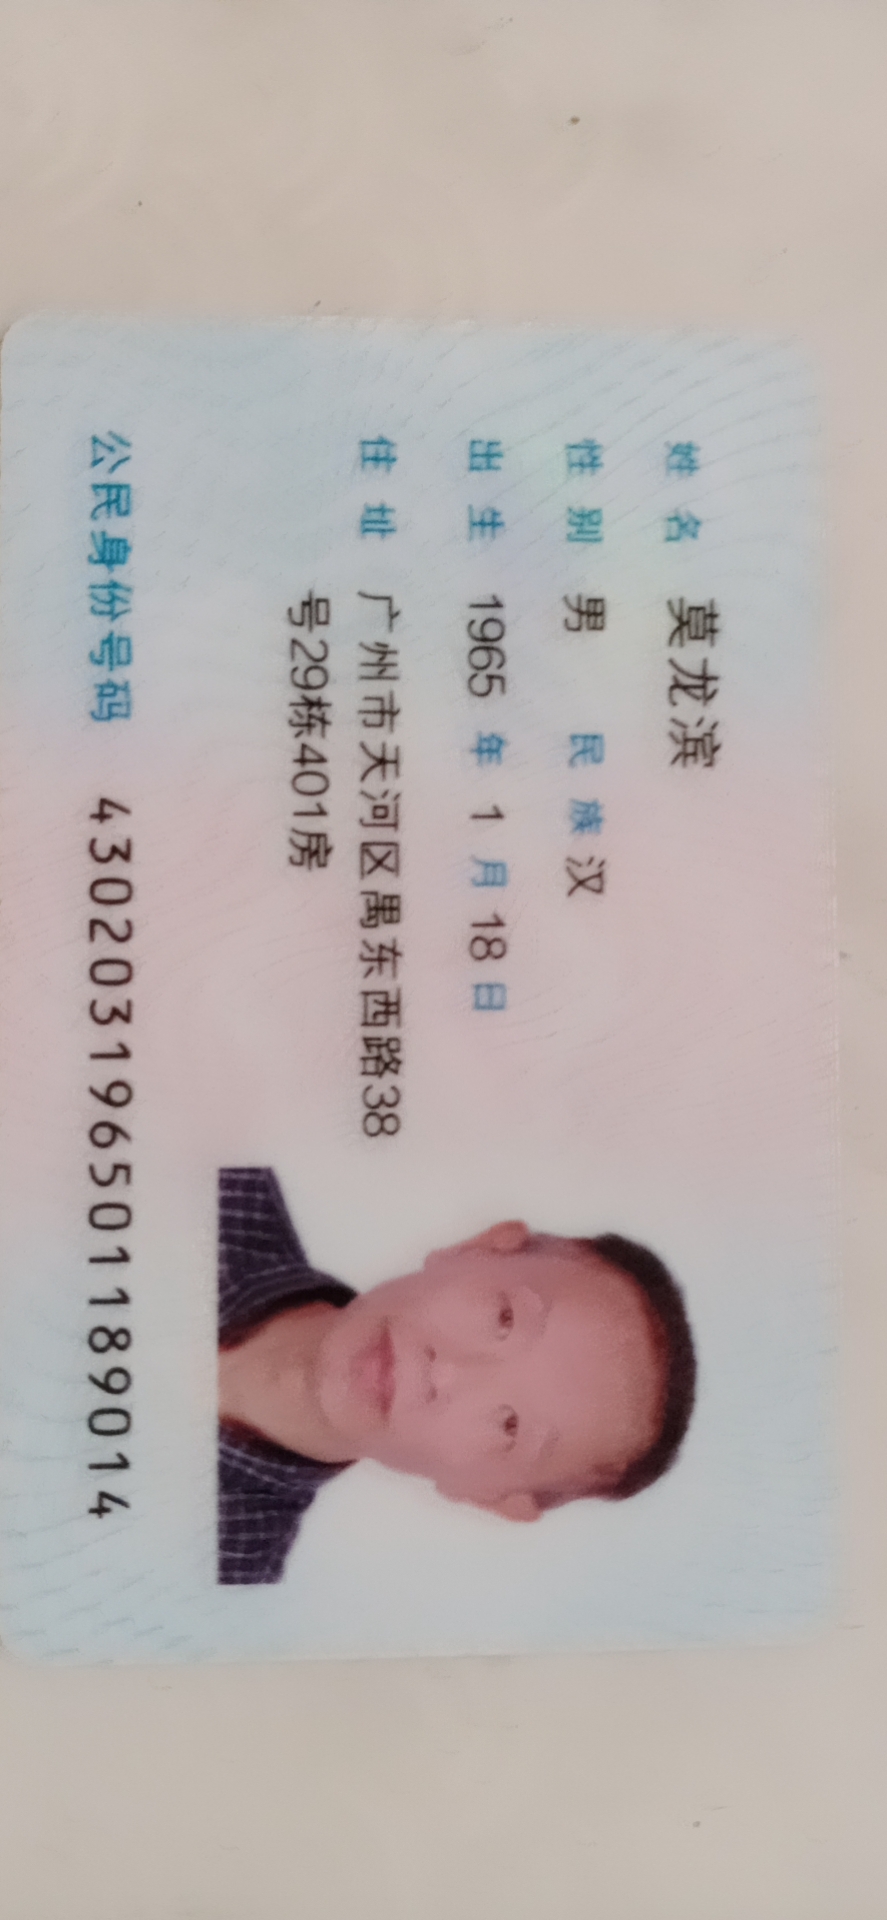 姓名 莫龙滨
性别 男 民族 汉
出生 1965 年 1 月 18 日
住址 广州市天河区禺东西路38
号29栋401房
公民身份号码 430203196501189014